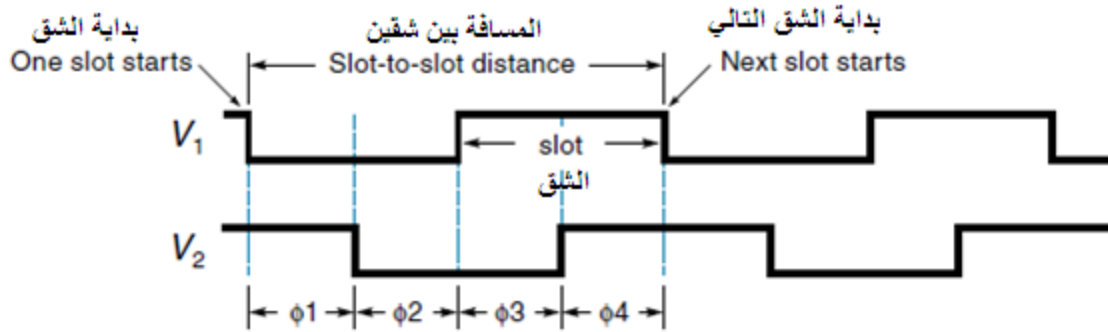 بداية الشق
المسافة بين شقين
بداية الشق التالي
One slot starts
Slot-to-slot distance
Next slot starts
V₁
slot
الشق
V₂
ϕ1
ϕ2
ϕ3
ϕ4